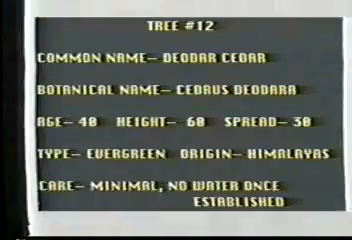 TREE #12
COMMON NAME- DEODAR CEDAR
BOTANICAL NAME- CEDRUS DEODARA
AGE- 40 HEIGHT- 60 SPREAD- 30
TYPE- EVERGREEN ORIGIN- HIMALAYAS
CARE- MINIMAL, NO WATER ONCE
ESTABLISHED